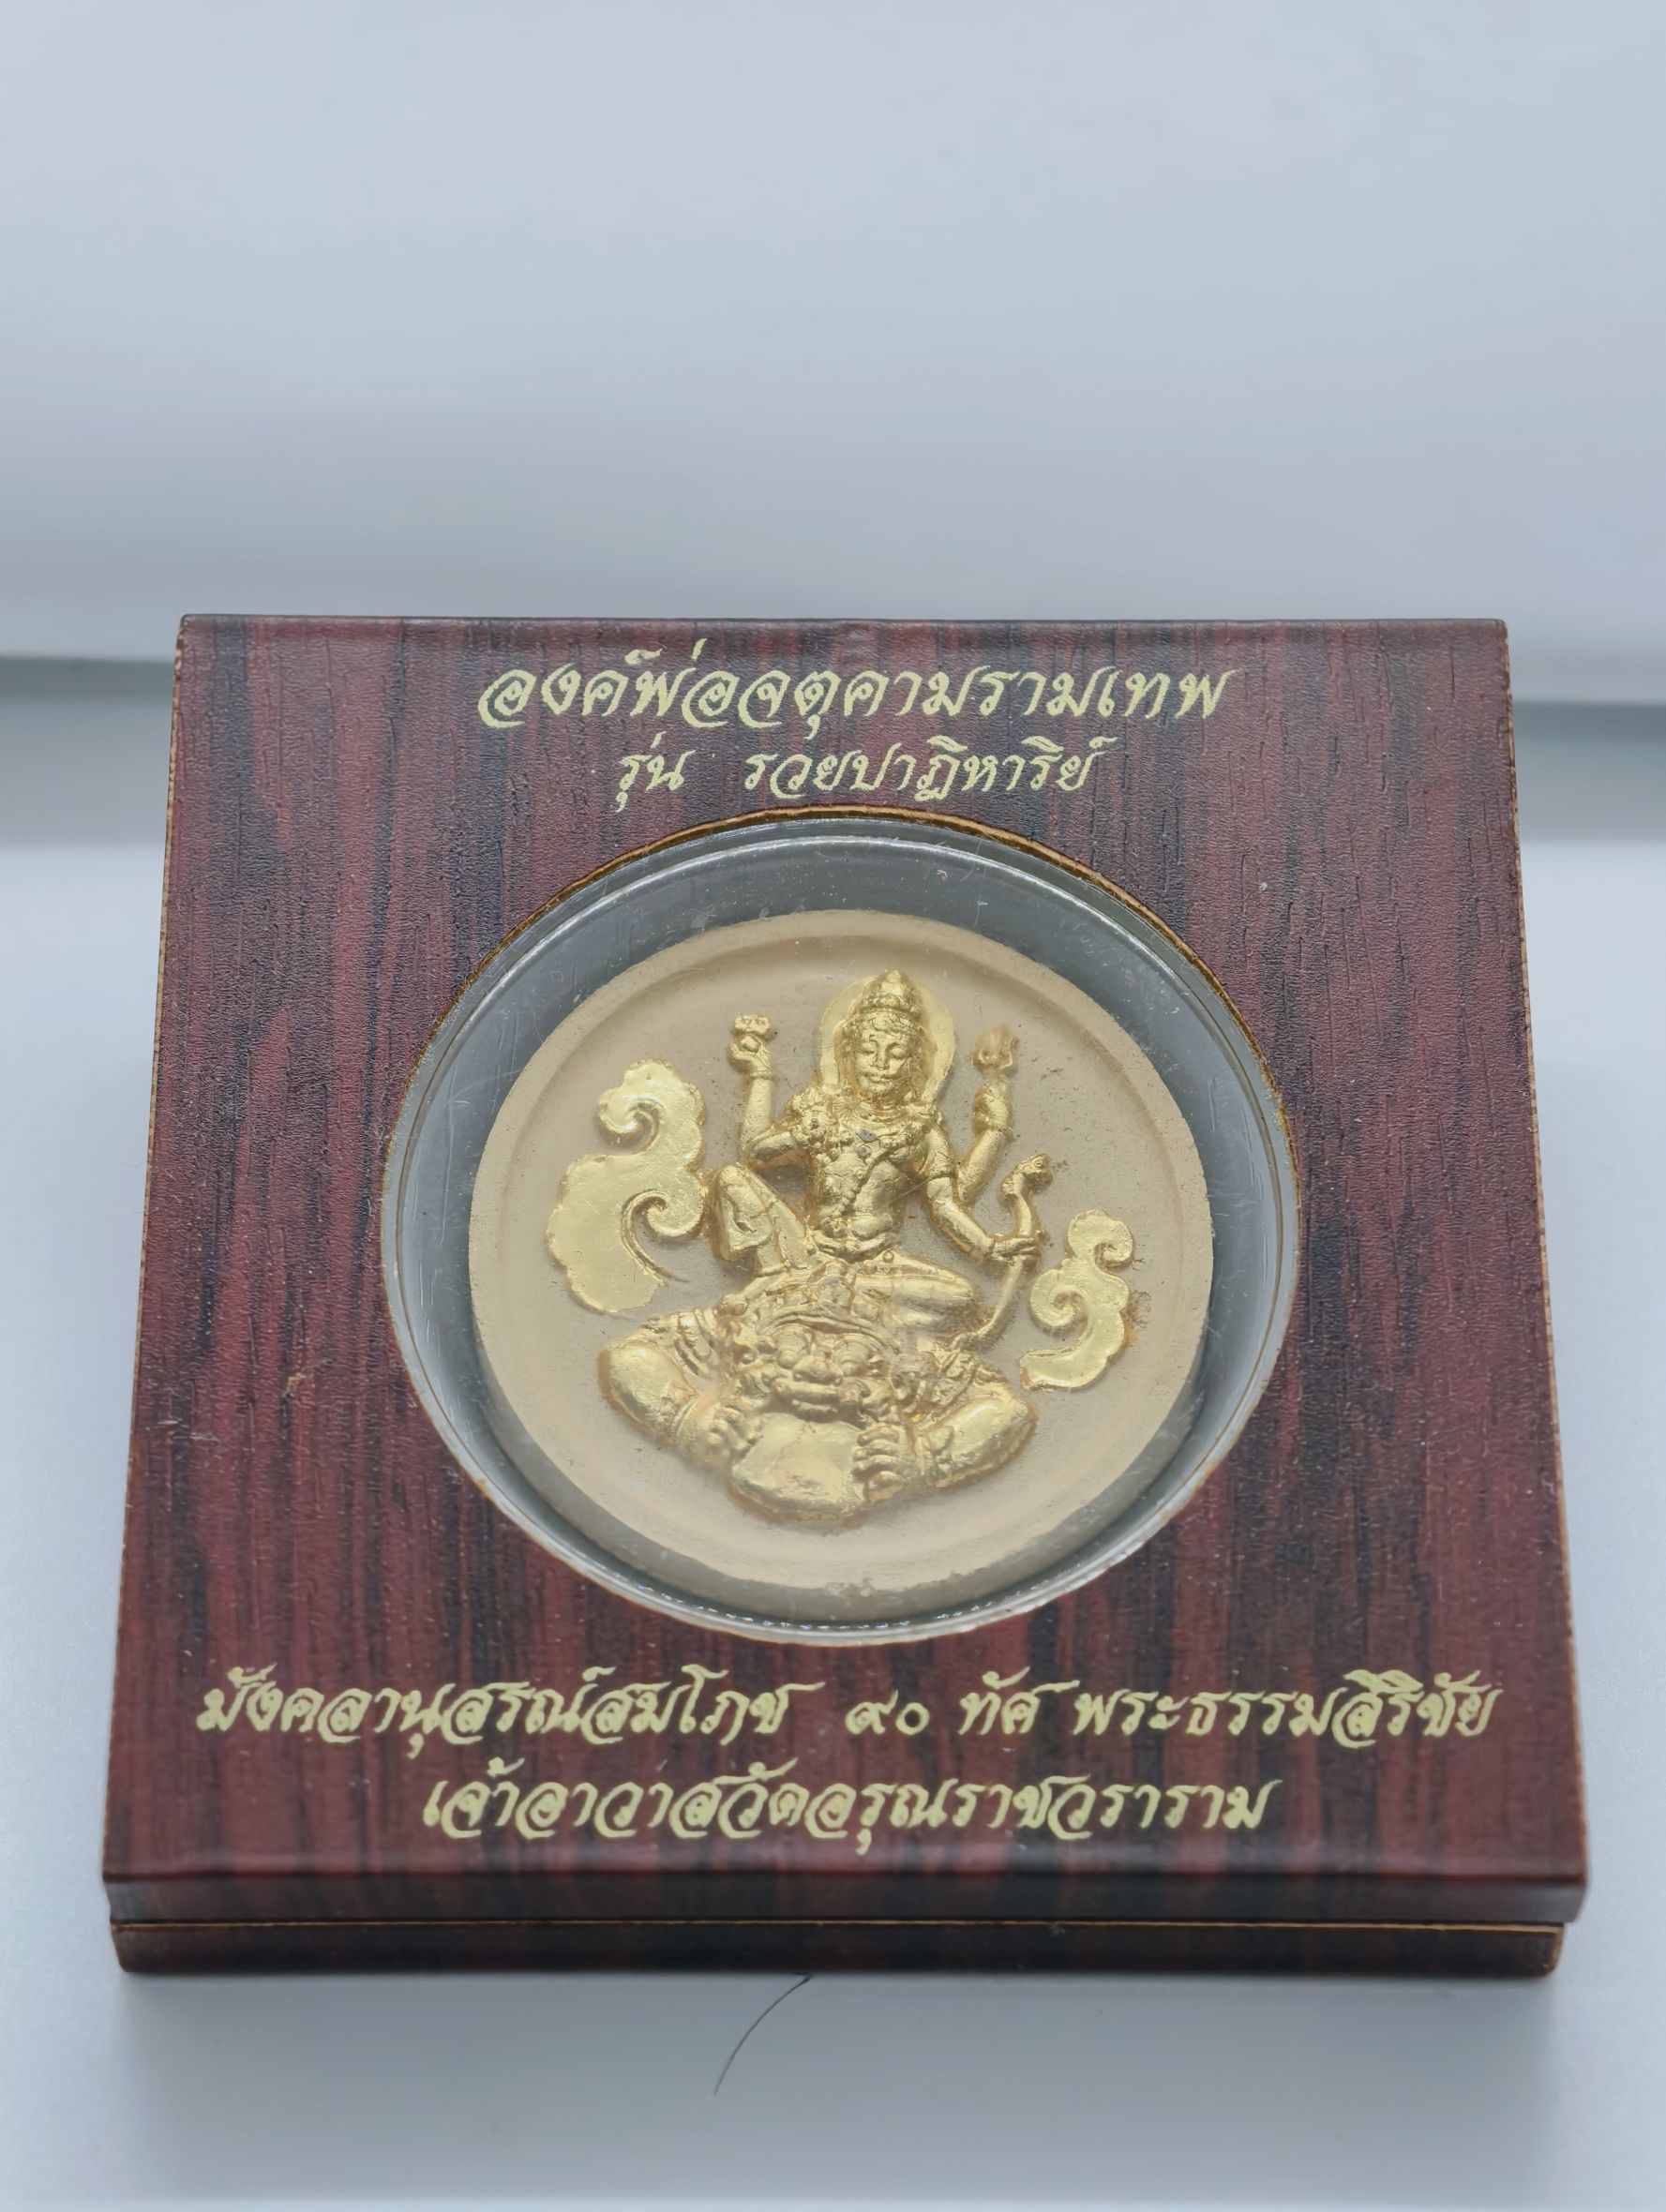 องค์พ่อจตุคามรามเทพ
รุ่น รวยปาฏิหาริย์
มังคลานุสรณ์สมโภช ๙๐ ทัศ พระธรรมสิริชัย
เจ้าอาวาสวัดอรุณราชวราราม